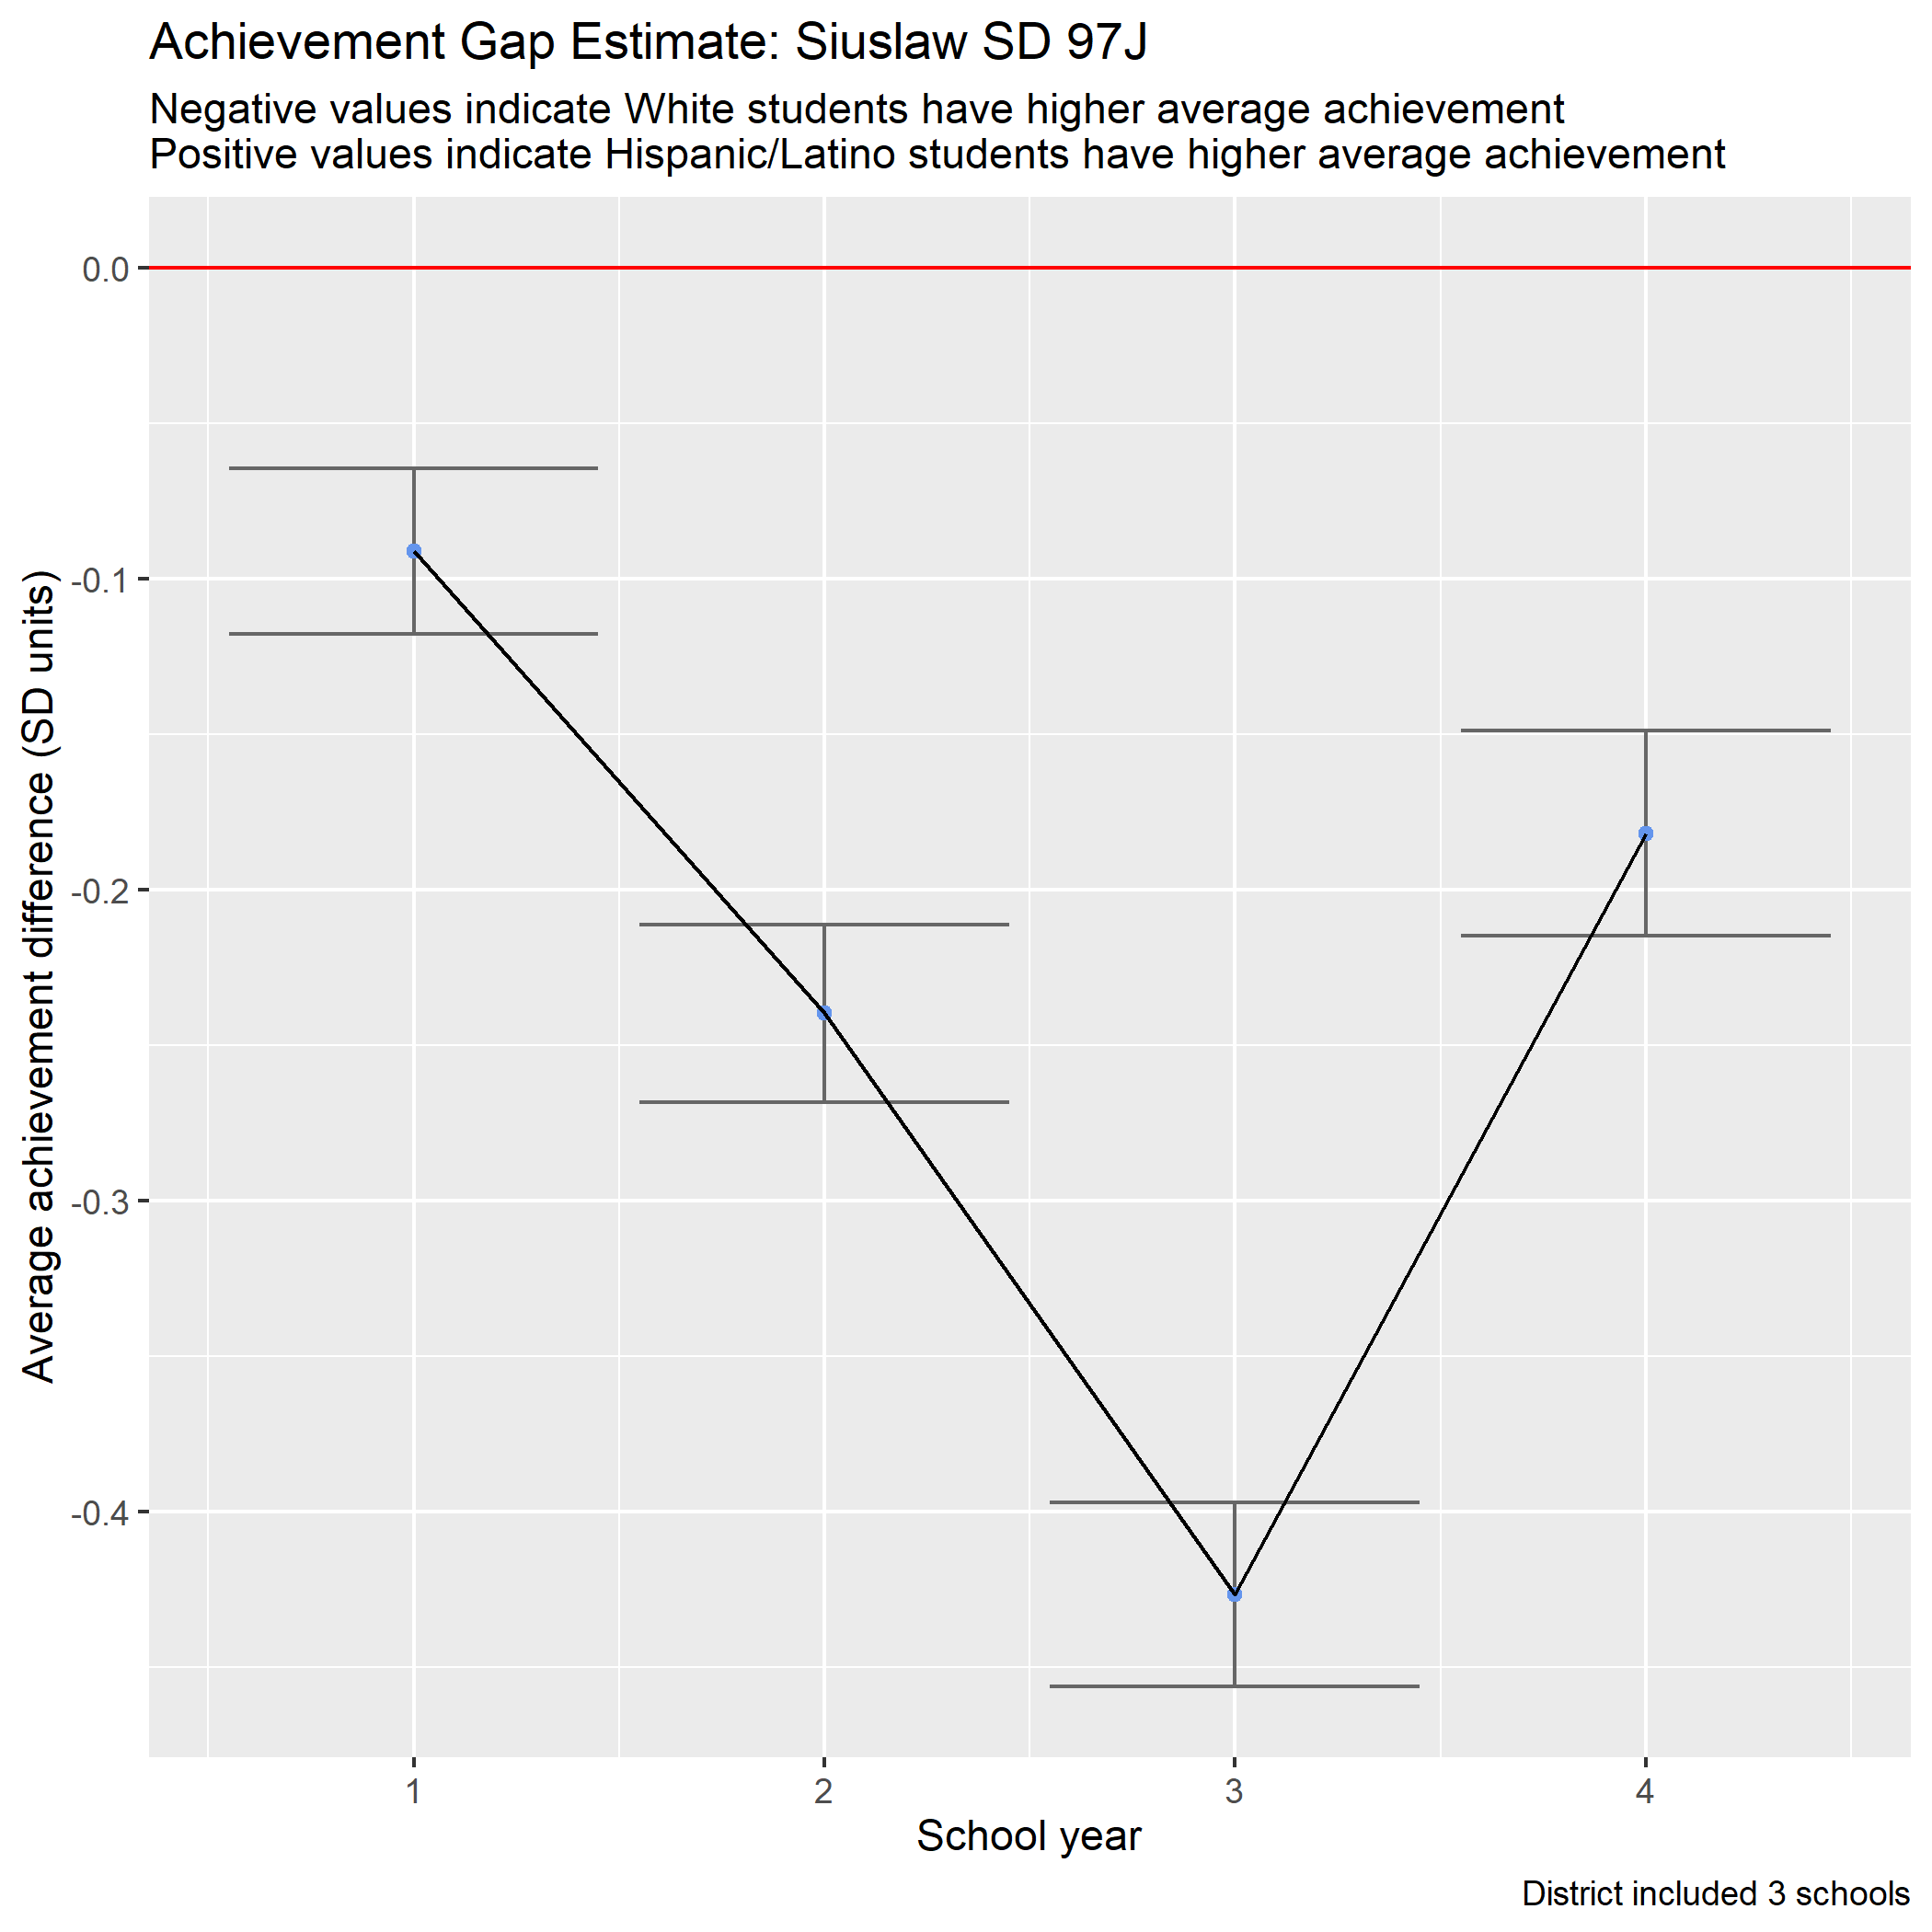 Achievement Gap Estimate: Siuslaw SD 97J
Negative values indicate White students have higher average achievement
Positive values indicate Hispanic/Latino students have higher average achievement
Average achievement difference (SD units)
0.0
-0.1
-0.2
-0.3
-0.4
1 2 3 4
School year
District included 3 schools